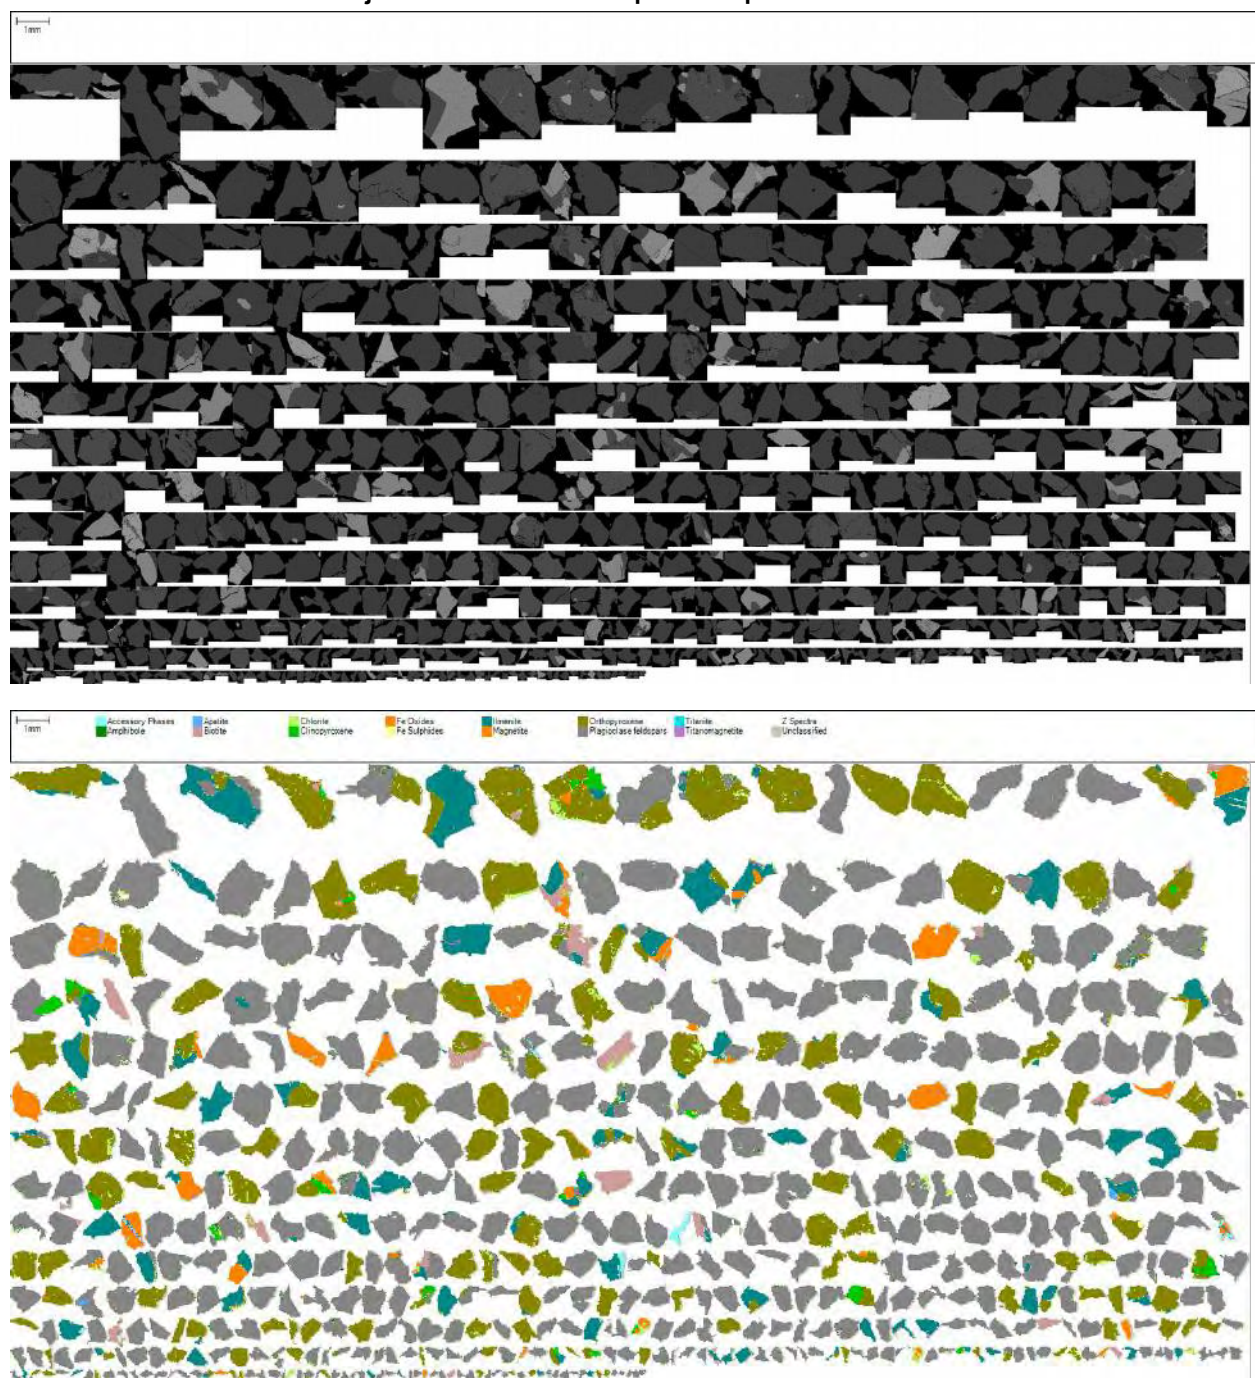 1mm
1mm
Accessory Phases Apatite Chlorite Fe Oxides Ilmenite Orthopyroxene Titanite Z Spectra
Amphibole Biotite Clinopyroxene Fe Sulphides Magnetite Plagioclase feldspars Titanomagnetite Unclassified